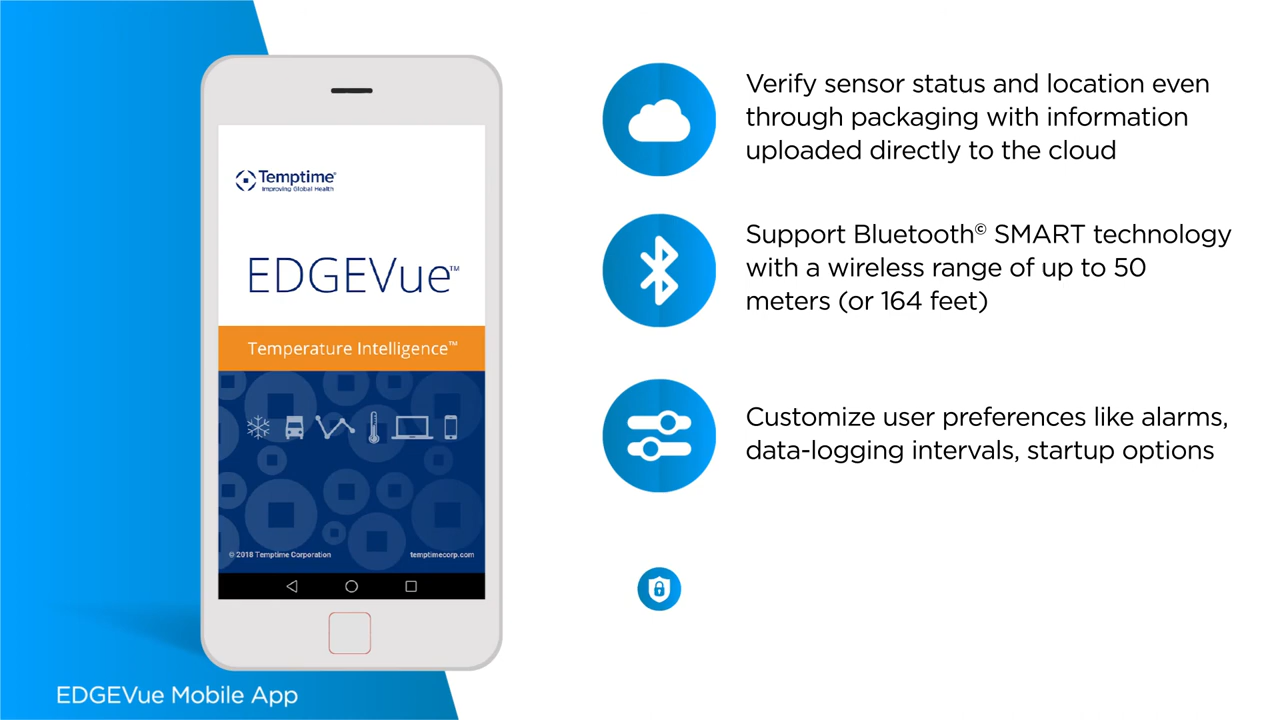 Temptime®
Improving Global Health
EDGEVue™
Temperature Intelligence™
© 2018 Temptime Corporation
temptimecorp.com
EDGEVue Mobile App
Verify sensor status and location even
through packaging with information
uploaded directly to the cloud
Support Bluetooth© SMART technology
with a wireless range of up to 50
meters (or 164 feet)
Customize user preferences like alarms,
data-logging intervals, startup options